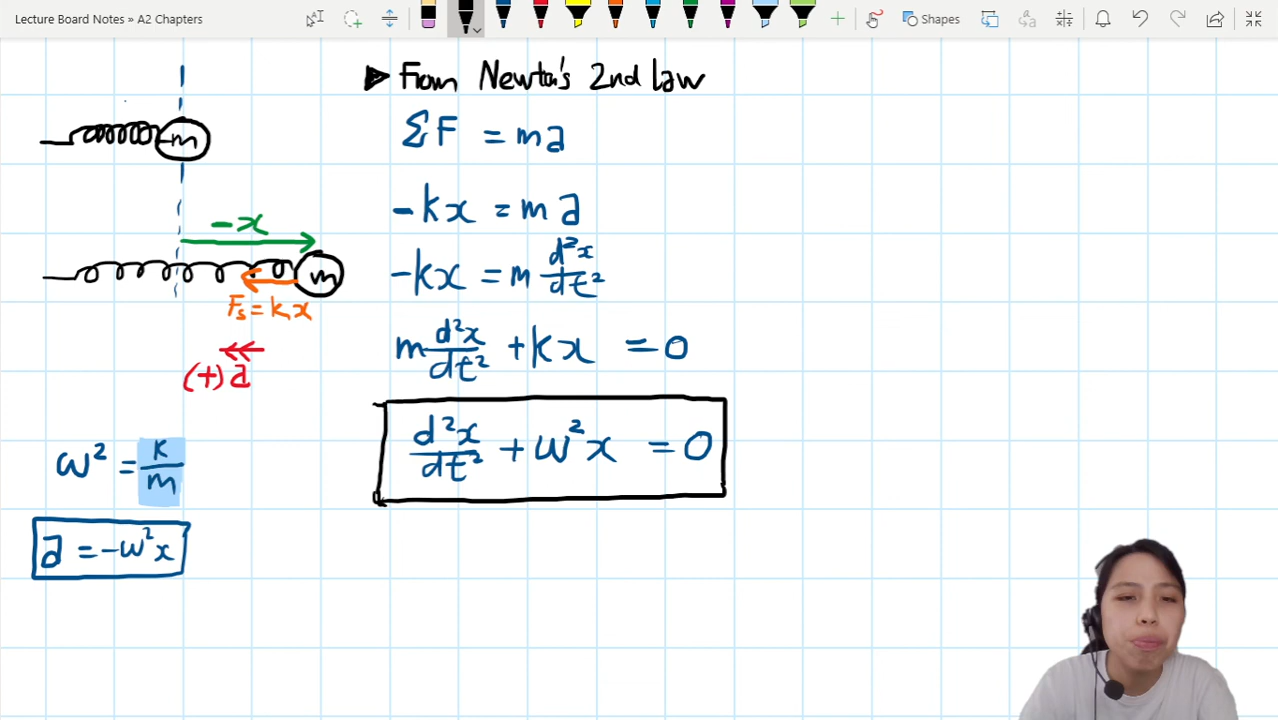 Lecture Board Notes » A2 Chapters
Shapes
▶ From Newton's 2nd law
ΣF = ma
-kx = ma
-kx = m d²x/dt²
m d²x/dt² + kx = 0
d²x/dt² + ω²x = 0
m
-x
m
Fs = kx
(+) a
ω² = k/m
a = -ω²x